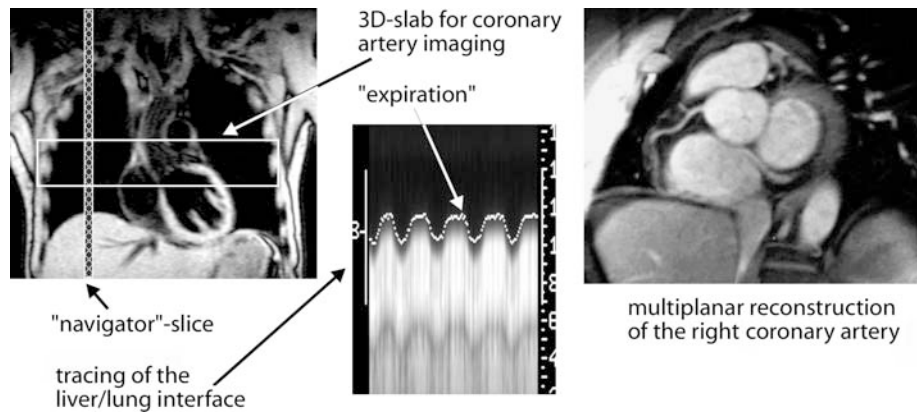 3D-slab for coronary
artery imaging
"expiration"
"navigator"-slice
tracing of the
liver/lung interface
multiplanar reconstruction
of the right coronary artery